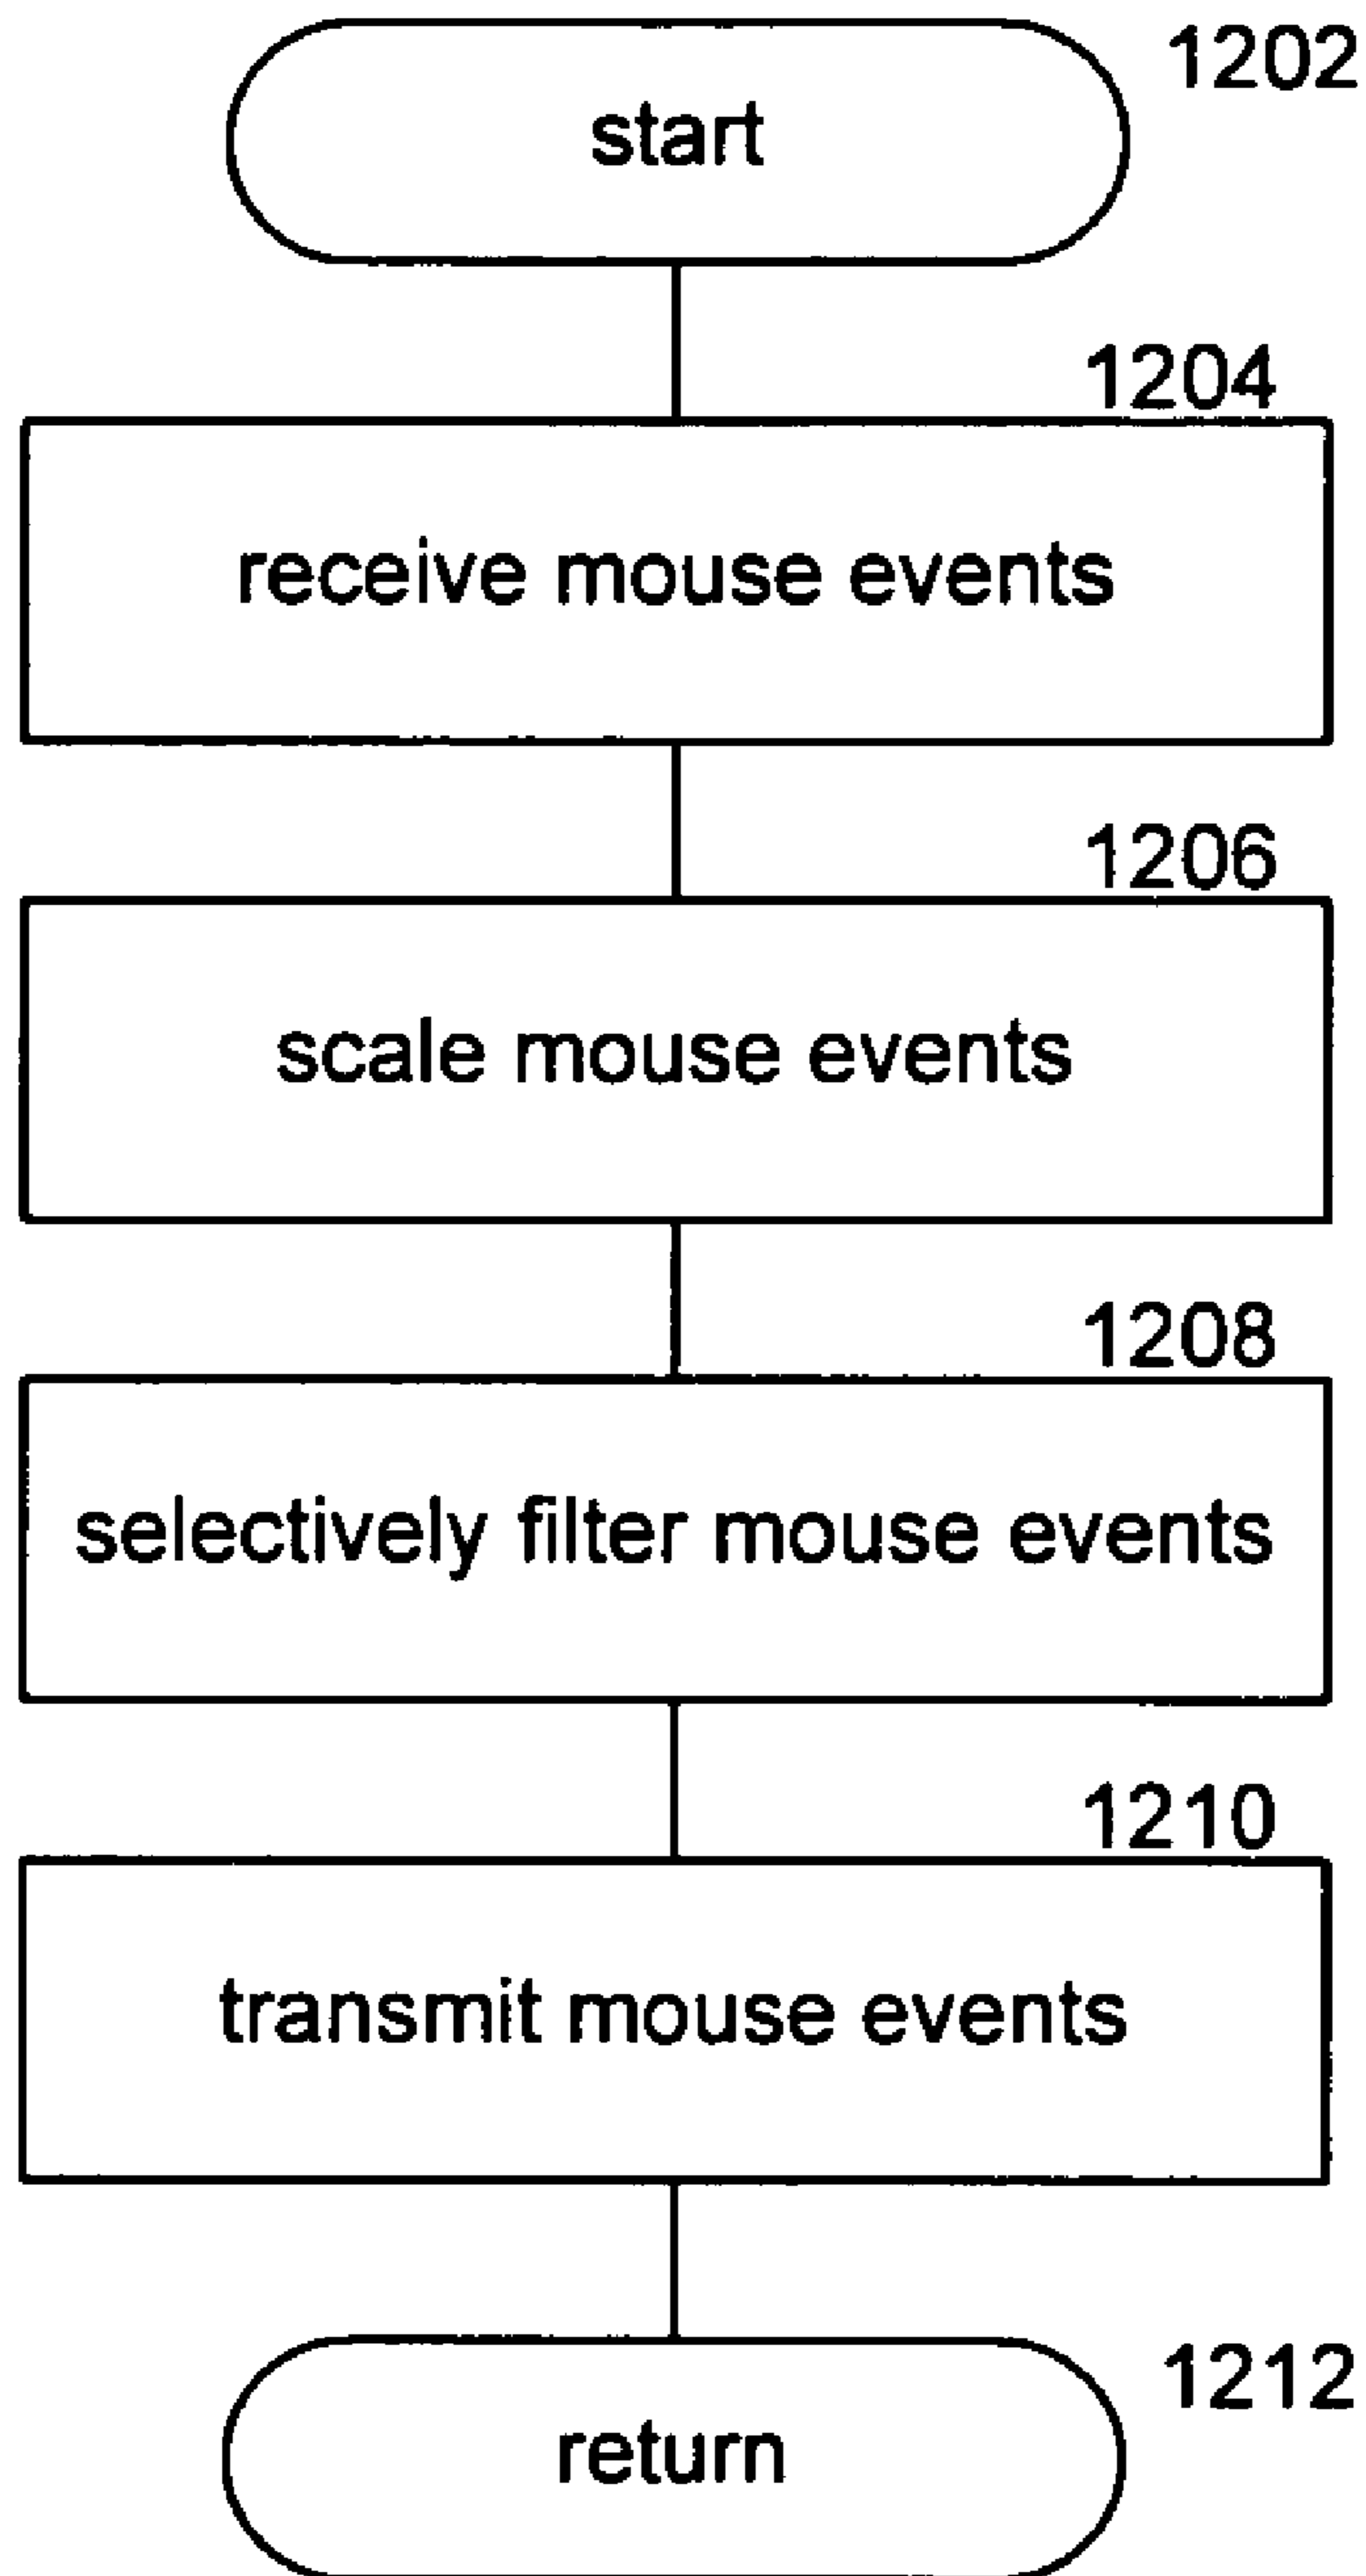 1202
start
1204
receive mouse events
1206
scale mouse events
1208
selectively filter mouse events
1210
transmit mouse events
1212
return